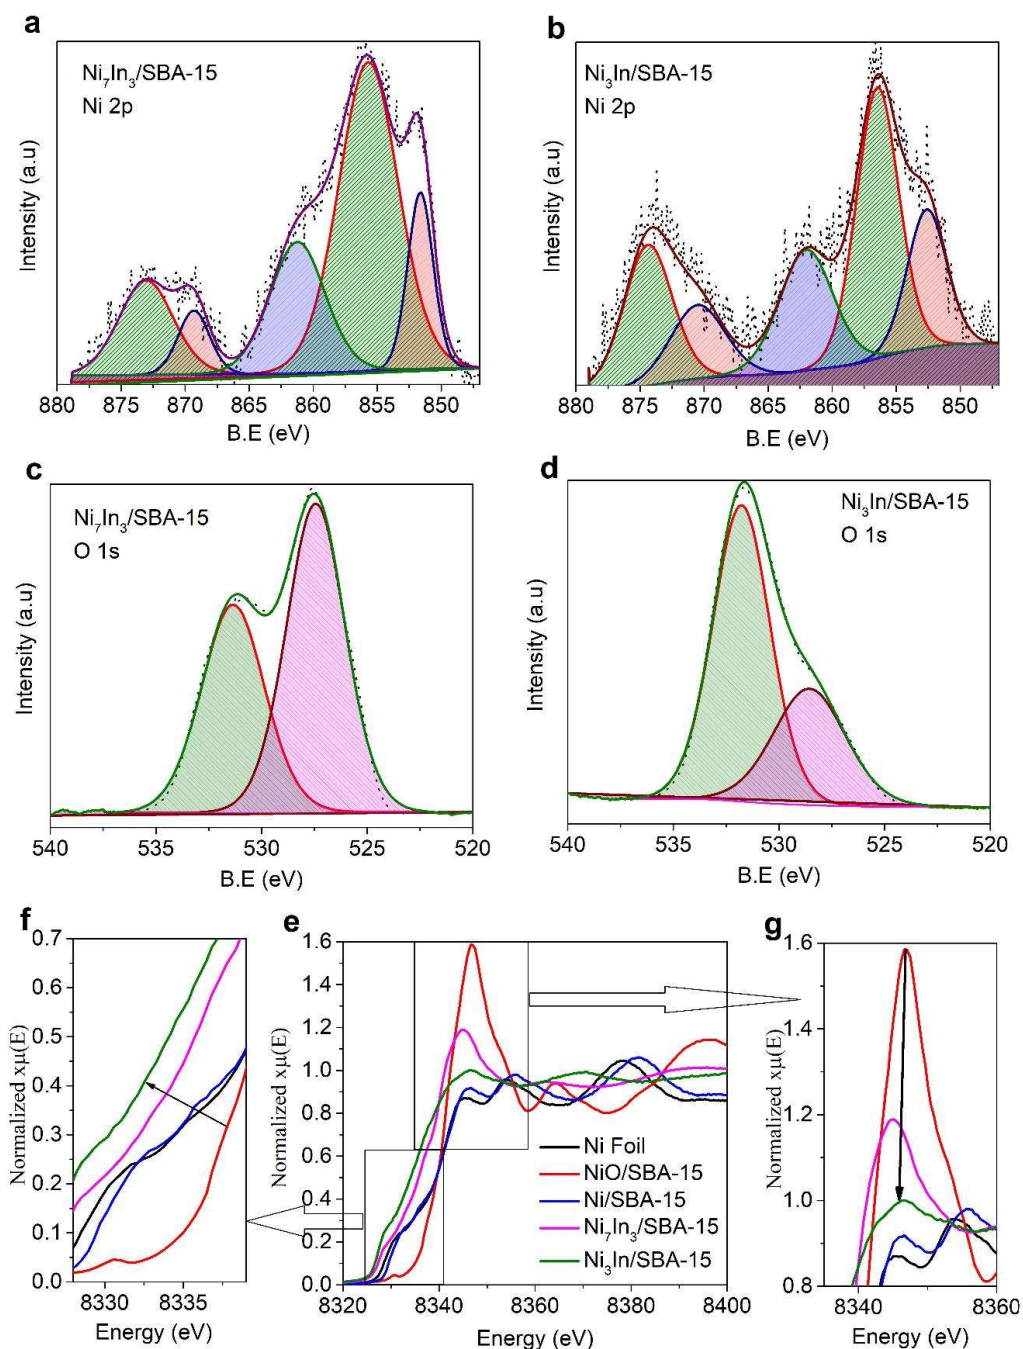 a
Ni₇In₃/SBA-15
Ni 2p
Intensity (a.u)
880 875 870 865 860 855 850
B.E (eV)
b
Ni₃In/SBA-15
Ni 2p
Intensity (a.u)
880 875 870 865 860 855 850
B.E (eV)
c
Ni₇In₃/SBA-15
O 1s
Intensity (a.u)
540 535 530 525 520
B.E (eV)
d
Ni₃In/SBA-15
O 1s
Intensity (a.u)
540 535 530 525 520
B.E (eV)
f
0.7
0.6
0.5
0.4
0.3
0.2
0.1
0.0
Normalized xμ(E)
8330 8335
Energy (eV)
e
1.6
1.4
1.2
1.0
0.8
0.6
0.4
0.2
0.0
Normalized xμ(E)
Ni Foil
NiO/SBA-15
Ni/SBA-15
Ni₇In₃/SBA-15
Ni₃In/SBA-15
8320 8340 8360 8380 8400
Energy (eV)
g
1.6
1.4
1.2
1.0
0.8
Normalized xμ(E)
8340 8350 8360
Energy (eV)